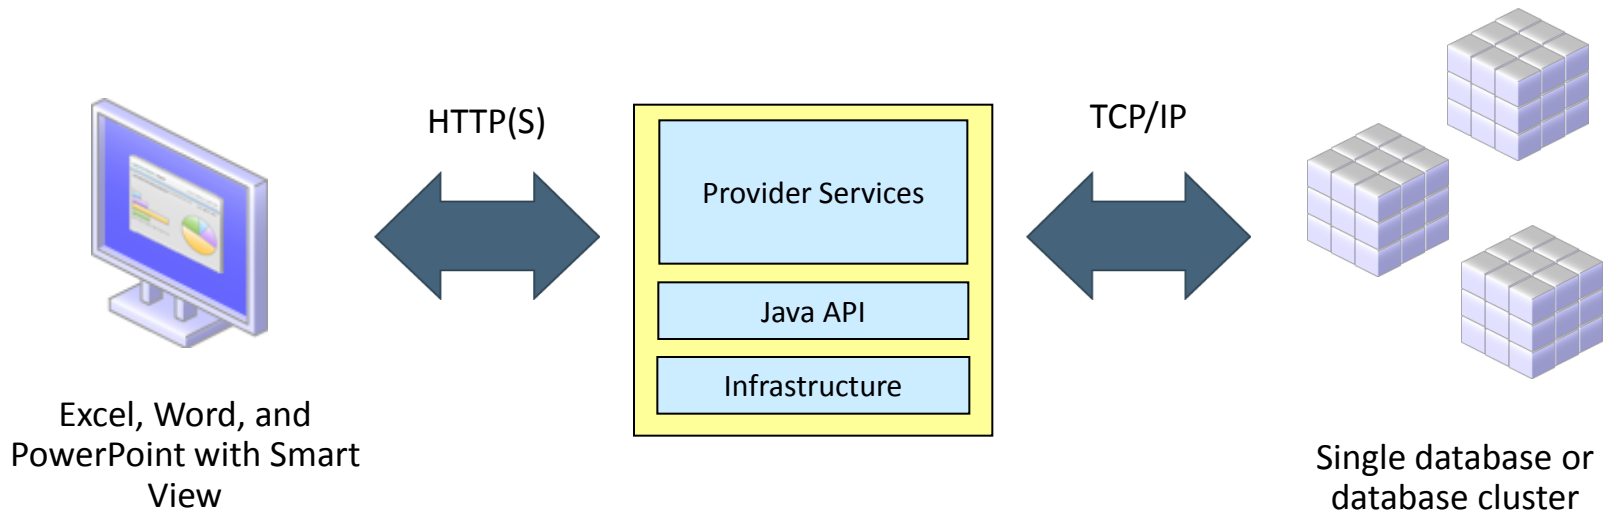 HTTP(S)
TCP/IP
Provider Services
Java API
Infrastructure
Excel, Word, and
PowerPoint with Smart
View
Single database or
database cluster